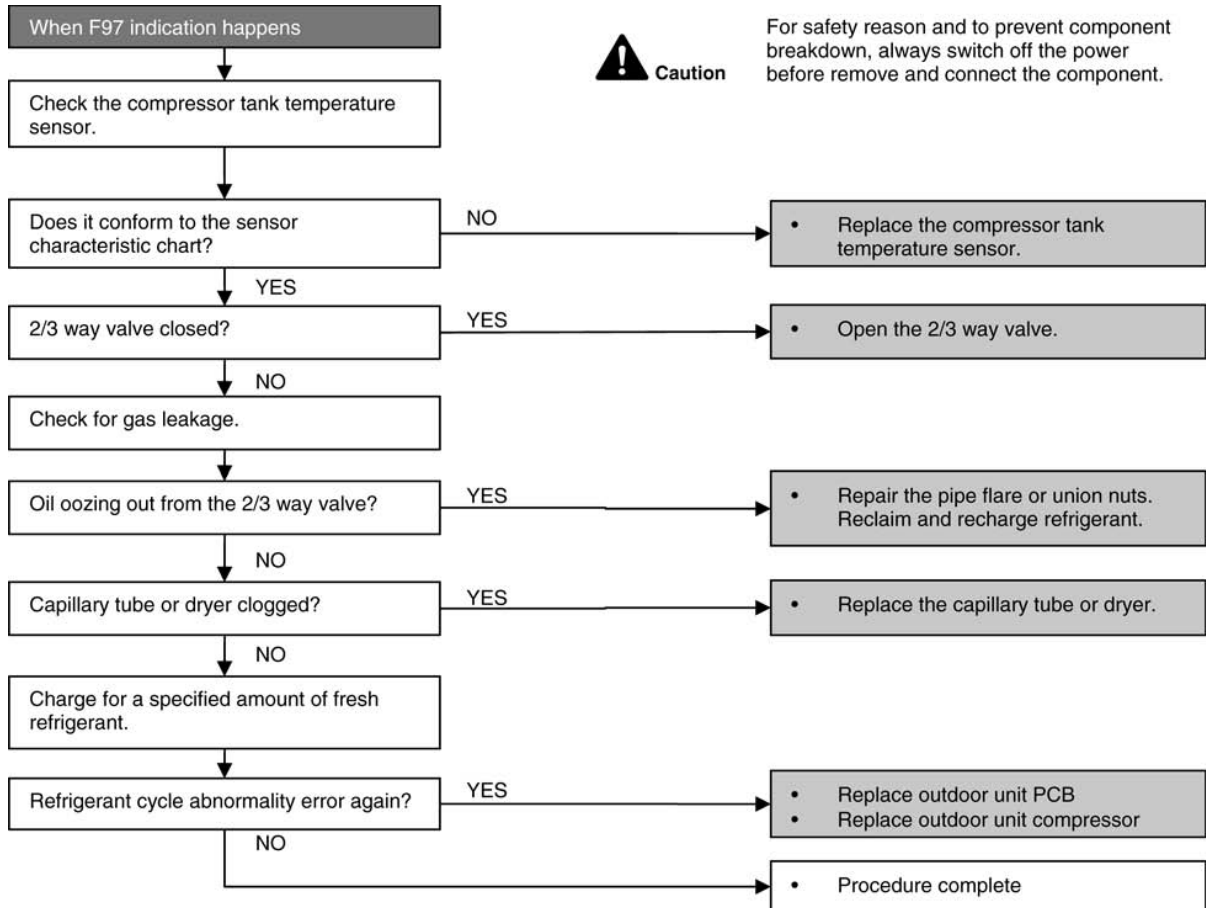 When F97 indication happens
Caution
For safety reason and to prevent component
breakdown, always switch off the power
before remove and connect the component.
Check the compressor tank temperature
sensor.
Does it conform to the sensor
characteristic chart?
NO
• Replace the compressor tank
temperature sensor.
YES
2/3 way valve closed?
YES
• Open the 2/3 way valve.
NO
Check for gas leakage.
Oil oozing out from the 2/3 way valve?
YES
• Repair the pipe flare or union nuts.
Reclaim and recharge refrigerant.
NO
Capillary tube or dryer clogged?
YES
• Replace the capillary tube or dryer.
NO
Charge for a specified amount of fresh
refrigerant.
Refrigerant cycle abnormality error again?
YES
• Replace outdoor unit PCB
• Replace outdoor unit compressor
NO
• Procedure complete